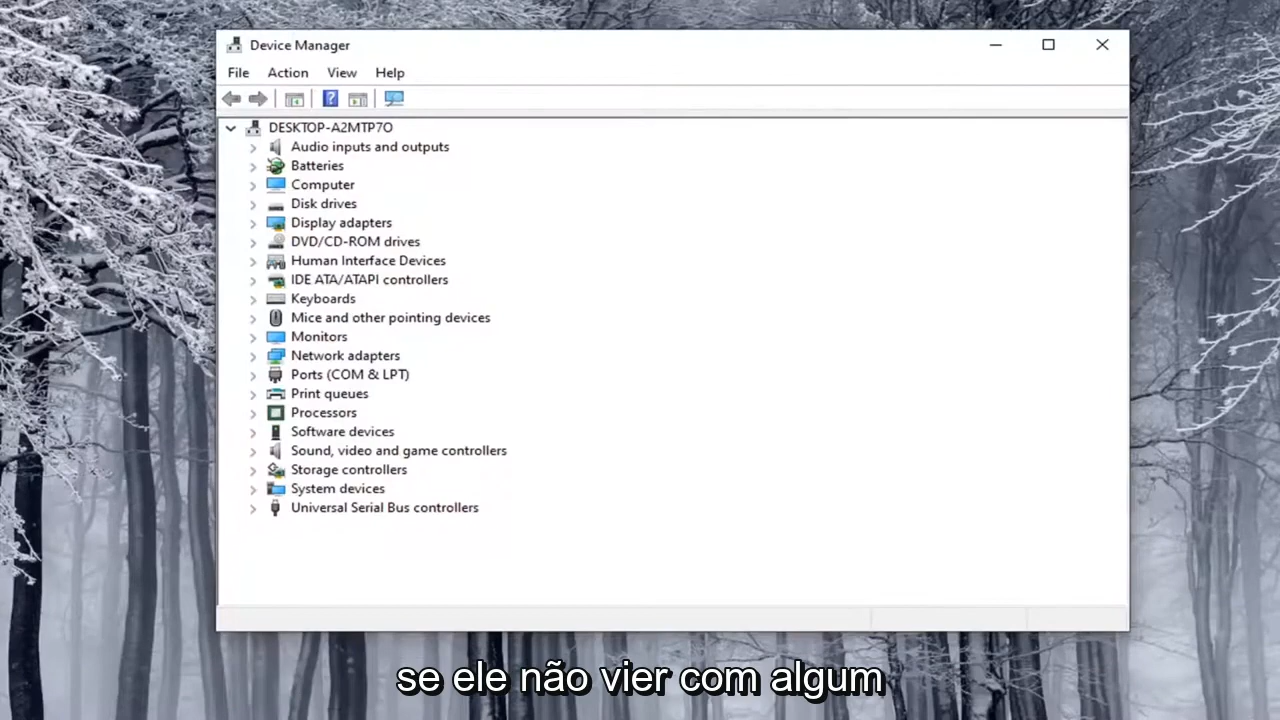 Device Manager
File Action View Help
DESKTOP-A2MTP7O
Audio inputs and outputs
Batteries
Computer
Disk drives
Display adapters
DVD/CD-ROM drives
Human Interface Devices
IDE ATA/ATAPI controllers
Keyboards
Mice and other pointing devices
Monitors
Network adapters
Ports (COM & LPT)
Print queues
Processors
Software devices
Sound, video and game controllers
Storage controllers
System devices
Universal Serial Bus controllers
se ele não vier com algum